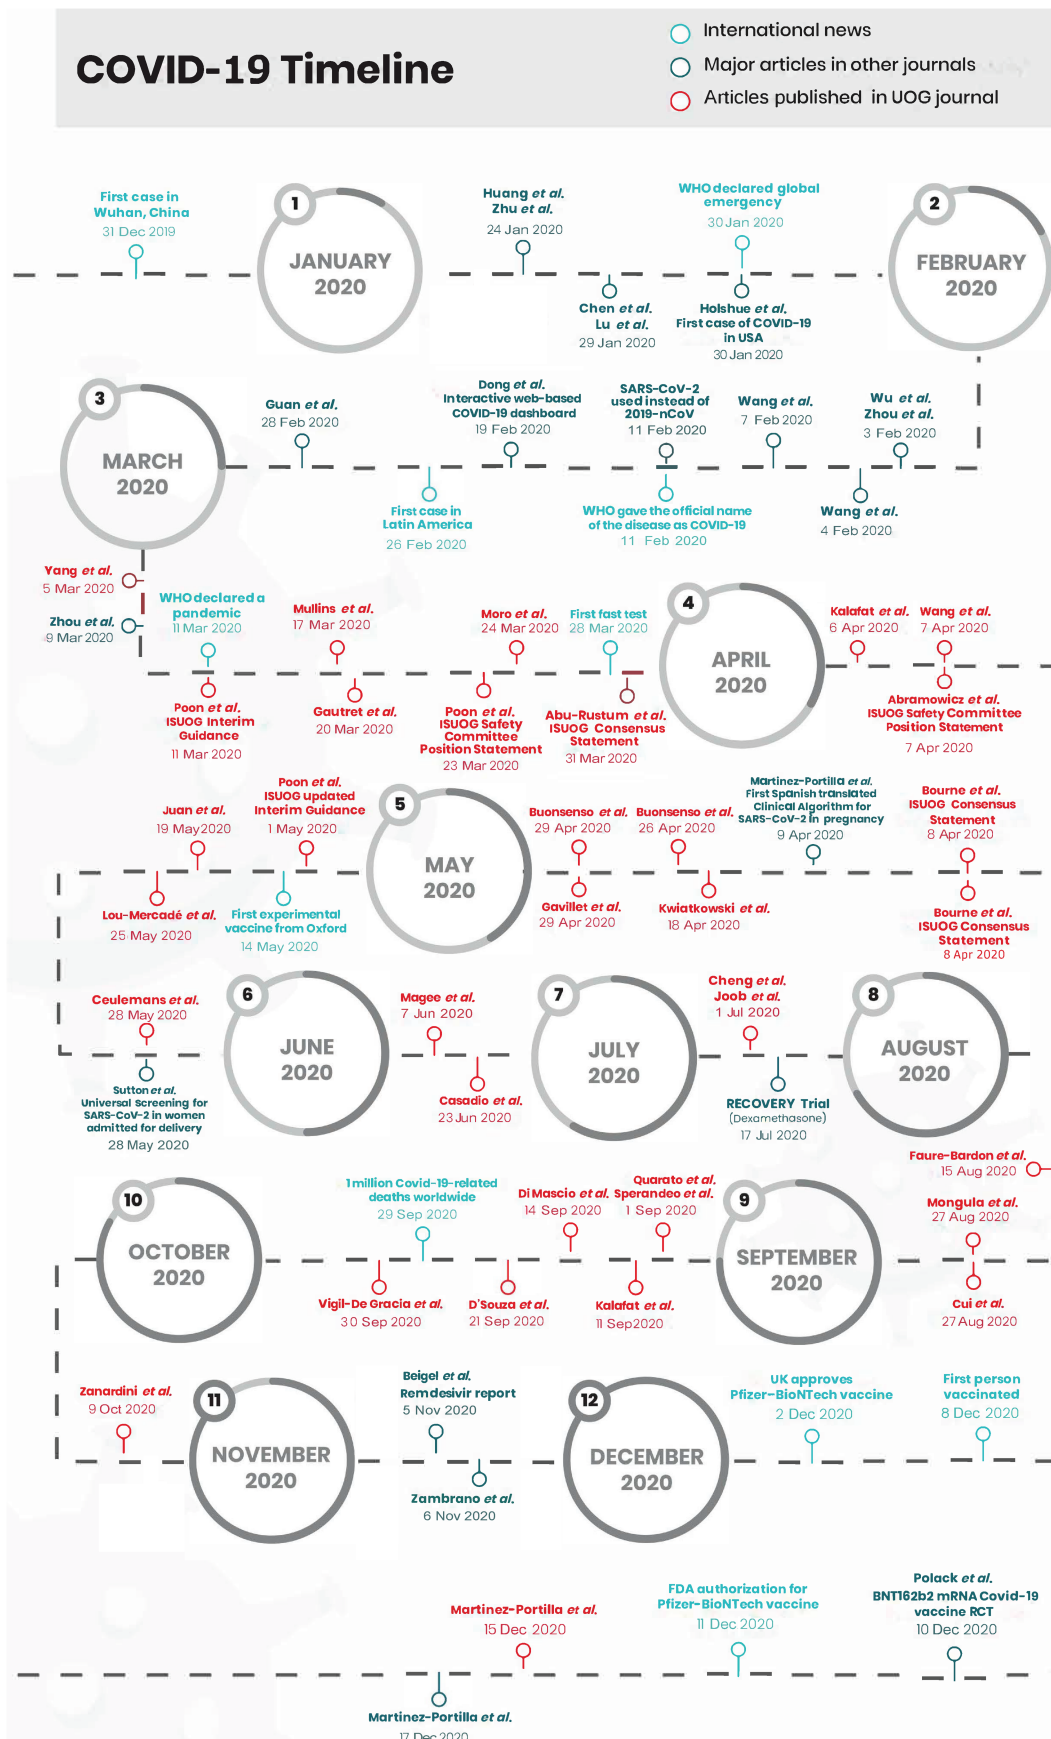 COVID-19 Timeline
International news
Major articles in other journals
Articles published in UOG journal
First case in
Wuhan, China
31 Dec 2019
1
JANUARY
2020
Huang et al.
Zhu et al.
24 Jan 2020
Chen et al.
Lu et al.
29 Jan 2020
WHO declared global
emergency
30 Jan 2020
Holshue et al.
First case of COVID-19
in USA
30 Jan 2020
2
FEBRUARY
2020
Wu et al.
Zhou et al.
3 Feb 2020
Wang et al.
4 Feb 2020
Wang et al.
7 Feb 2020
SARS-CoV-2
used instead of
2019-nCoV
11 Feb 2020
WHO gave the official name
of the disease as COVID-19
11 Feb 2020
Dong et al.
Interactive web-based
COVID-19 dashboard
19 Feb 2020
First case in
Latin America
26 Feb 2020
Guan et al.
28 Feb 2020
3
MARCH
2020
Yang et al.
5 Mar 2020
Zhou et al.
9 Mar 2020
WHO declared a
pandemic
11 Mar 2020
Poon et al.
ISUOG Interim
Guidance
11 Mar 2020
Mullins et al.
17 Mar 2020
Gautret et al.
20 Mar 2020
Poon et al.
ISUOG Safety
Committee
Position Statement
23 Mar 2020
Moro et al.
24 Mar 2020
First fast test
28 Mar 2020
Abu-Rustum et al.
ISUOG Consensus
Statement
31 Mar 2020
4
APRIL
2020
Kalafat et al.
6 Apr 2020
Wang et al.
7 Apr 2020
Abramowicz et al.
ISUOG Safety Committee
Position Statement
7 Apr 2020
Bourne et al.
ISUOG Consensus
Statement
8 Apr 2020
Bourne et al.
ISUOG Consensus
Statement
8 Apr 2020
Martinez-Portilla et al.
First Spanish translated
Clinical Algorithm for
SARS-CoV-2 in pregnancy
9 Apr 2020
Kwiatkowski et al.
18 Apr 2020
Buonsenso et al.
26 Apr 2020
Buonsenso et al.
29 Apr 2020
Gavillet et al.
29 Apr 2020
5
MAY
2020
Poon et al.
ISUOG updated
Interim Guidance
1 May 2020
First experimental
vaccine from Oxford
14 May 2020
Juan et al.
19 May2020
Lou-Mercadé et al.
25 May 2020
Ceulemans et al.
28 May 2020
Sutton et al.
Universal Screening for
SARS-CoV-2 in women
admitted for delivery
28 May 2020
6
JUNE
2020
Magee et al.
7 Jun 2020
Casadio et al.
23 Jun 2020
7
JULY
2020
Cheng et al.
Joob et al.
1 Jul 2020
RECOVERY Trial
(Dexamethasone)
17 Jul 2020
8
AUGUST
2020
Faure-Bardon et al.
15 Aug 2020
Mongula et al.
27 Aug 2020
Cui et al.
27 Aug 2020
9
SEPTEMBER
2020
Quarato et al.
Sperandeo et al.
1 Sep 2020
Kalafat et al.
11 Sep2020
Di Mascio et al.
14 Sep 2020
D'Souza et al.
21 Sep 2020
1 million Covid-19-related
deaths worldwide
29 Sep 2020
Vigil-De Gracia et al.
30 Sep 2020
10
OCTOBER
2020
Zanardini et al.
9 Oct 2020
11
NOVEMBER
2020
Beigel et al.
Remdesivir report
5 Nov 2020
Zambrano et al.
6 Nov 2020
12
DECEMBER
2020
UK approves
Pfizer-BioNTech vaccine
2 Dec 2020
First person
vaccinated
8 Dec 2020
Polack et al.
BNT162b2 mRNA Covid-19
vaccine RCT
10 Dec 2020
FDA authorization for
Pfizer-BioNTech vaccine
11 Dec 2020
Martinez-Portilla et al.
15 Dec 2020
Martinez-Portilla et al.
17 Dec 2020